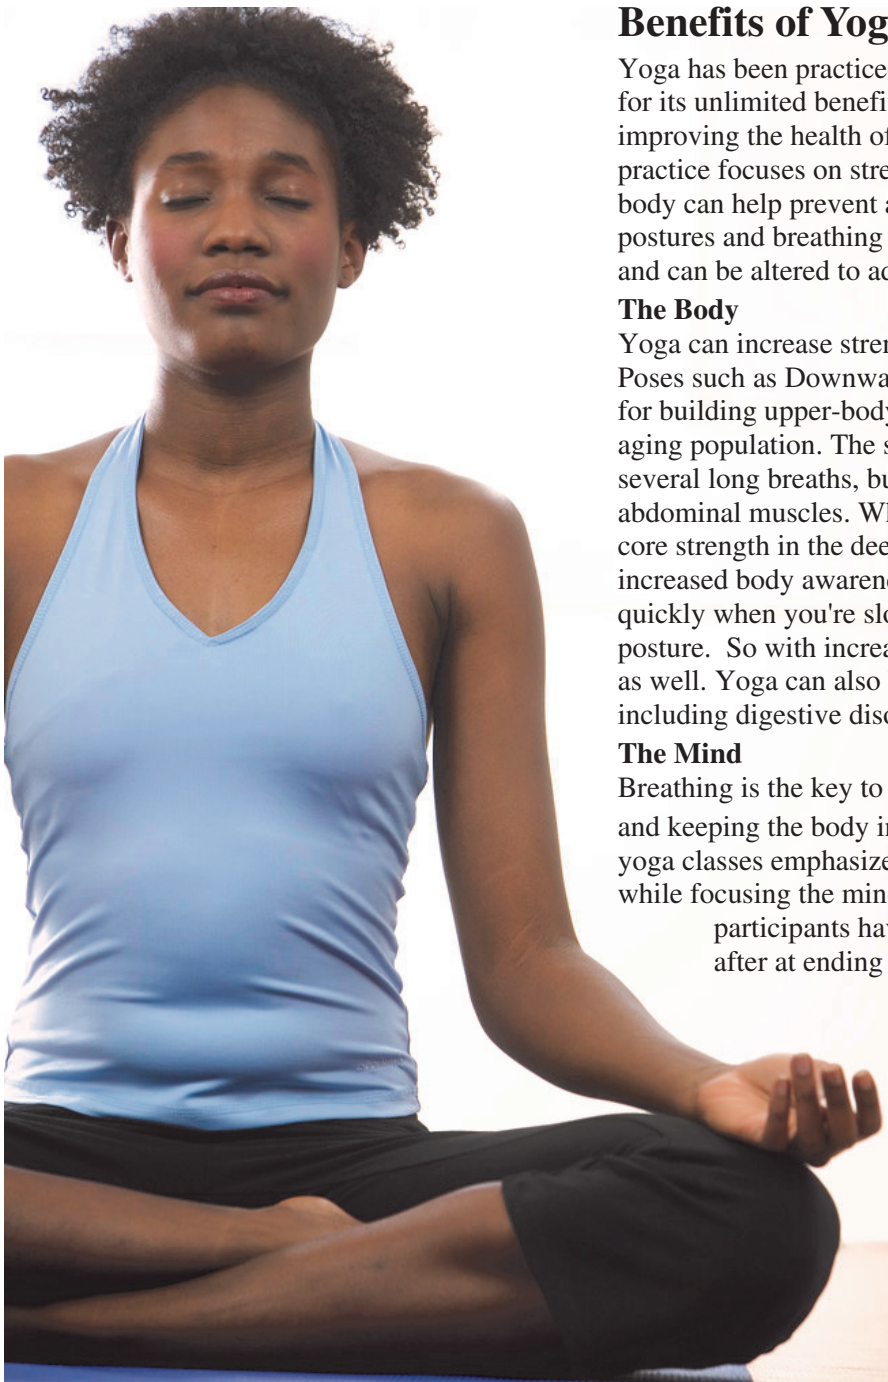 Benefits of Yog
Yoga has been practice
for its unlimited benefi
improving the health of
practice focuses on stre
body can help prevent a
postures and breathing
and can be altered to ad
The Body
Yoga can increase stren
Poses such as Downwa
for building upper-body
aging population. The s
several long breaths, bu
abdominal muscles. Wh
core strength in the dee
increased body awarene
quickly when you're slo
posture.  So with increa
as well. Yoga can also
including digestive diso
The Mind
Breathing is the key to
and keeping the body in
yoga classes emphasize
while focusing the min
participants hav
after at ending